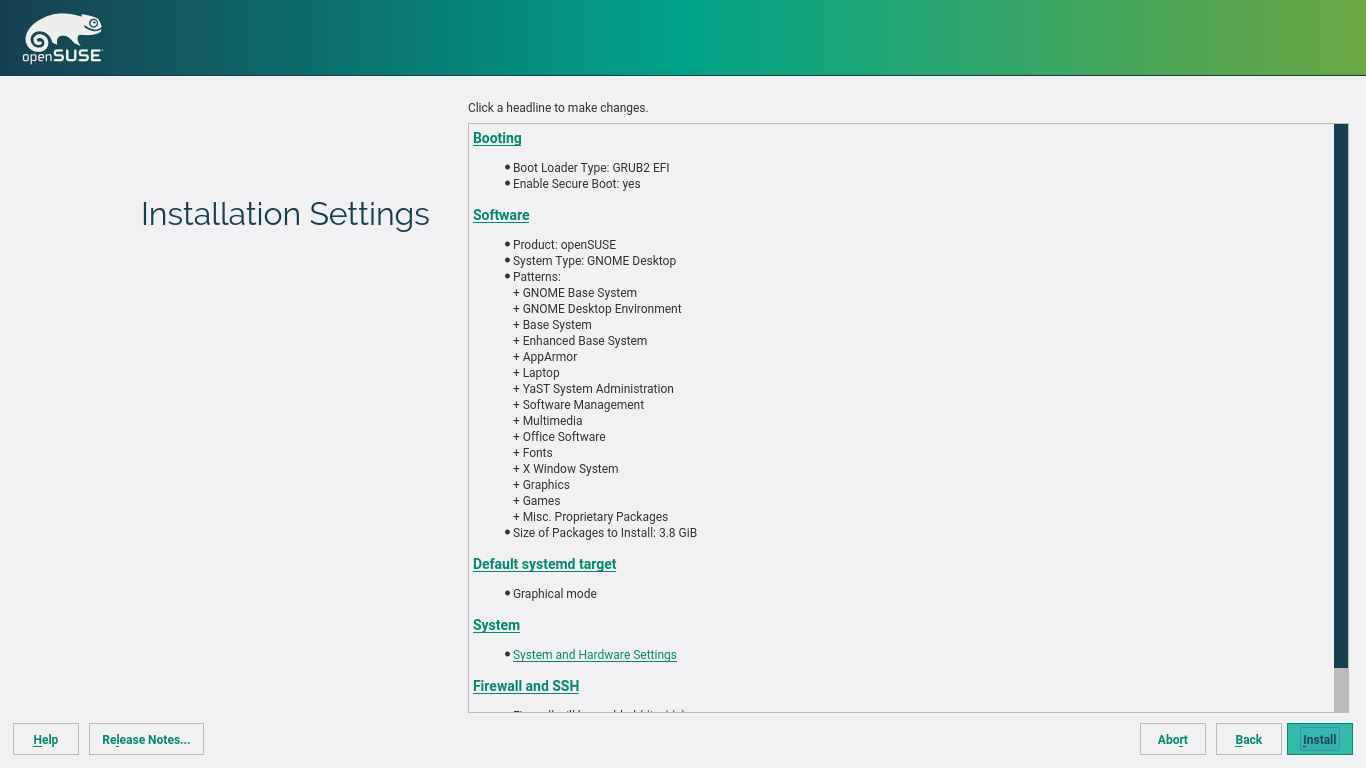 openSUSE
Click a headline to make changes.
Installation Settings
Booting
Boot Loader Type: GRUB2 EFI
Enable Secure Boot: yes
Software
Product: openSUSE
System Type: GNOME Desktop
Patterns:
+ GNOME Base System
+ GNOME Desktop Environment
+ Base System
+ Enhanced Base System
+ AppArmor
+ Laptop
+ YaST System Administration
+ Software Management
+ Multimedia
+ Office Software
+ Fonts
+ X Window System
+ Graphics
+ Games
+ Misc. Proprietary Packages
Size of Packages to Install: 3.8 GiB
Default systemd target
Graphical mode
System
System and Hardware Settings
Firewall and SSH
Help
Release Notes...
Abort
Back
Install